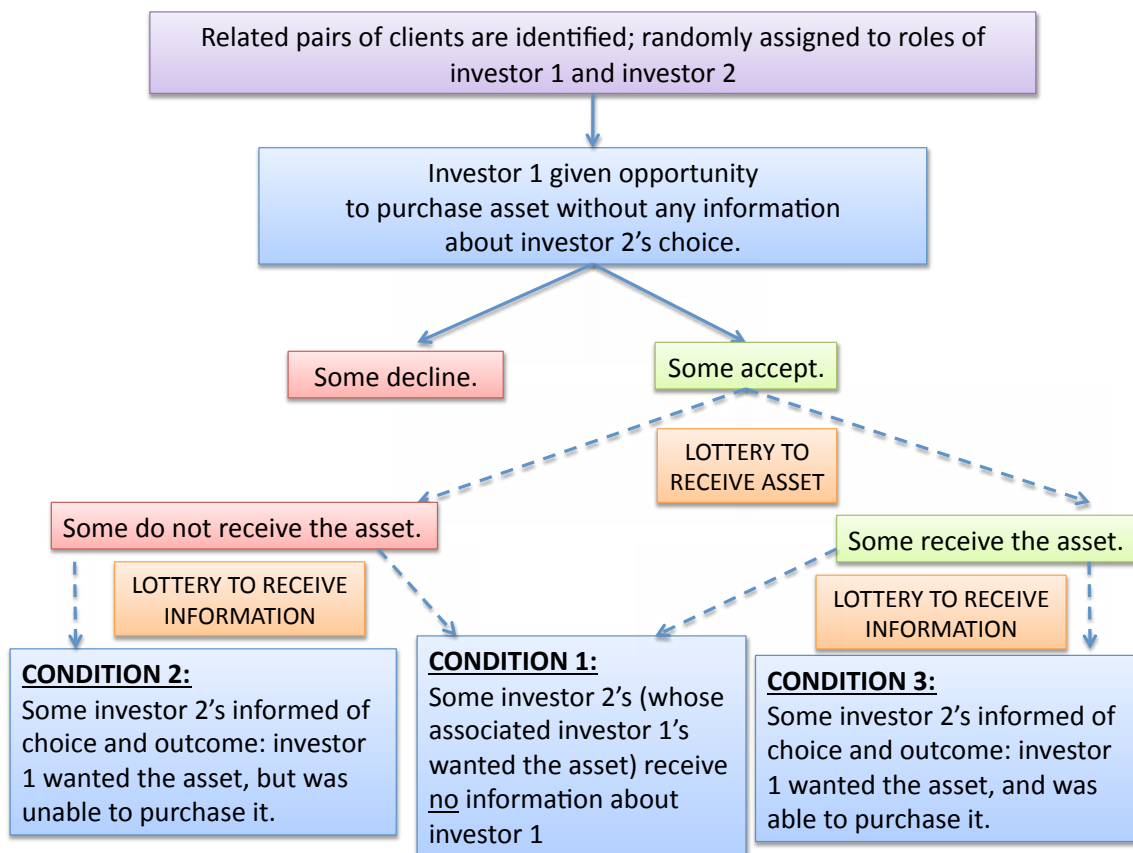 Related pairs of clients are identified; randomly assigned to roles of
investor 1 and investor 2
Investor 1 given opportunity
to purchase asset without any information
about investor 2’s choice.
Some decline.
Some accept.
LOTTERY TO
RECEIVE ASSET
Some do not receive the asset.
Some receive the asset.
LOTTERY TO RECEIVE
INFORMATION
LOTTERY TO RECEIVE
INFORMATION
CONDITION 2:
Some investor 2’s informed of
choice and outcome: investor
1 wanted the asset, but was
unable to purchase it.
CONDITION 1:
Some investor 2’s (whose
associated investor 1’s
wanted the asset) receive
no information about
investor 1
CONDITION 3:
Some investor 2’s informed of
choice and outcome: investor
1 wanted the asset, and was
able to purchase it.